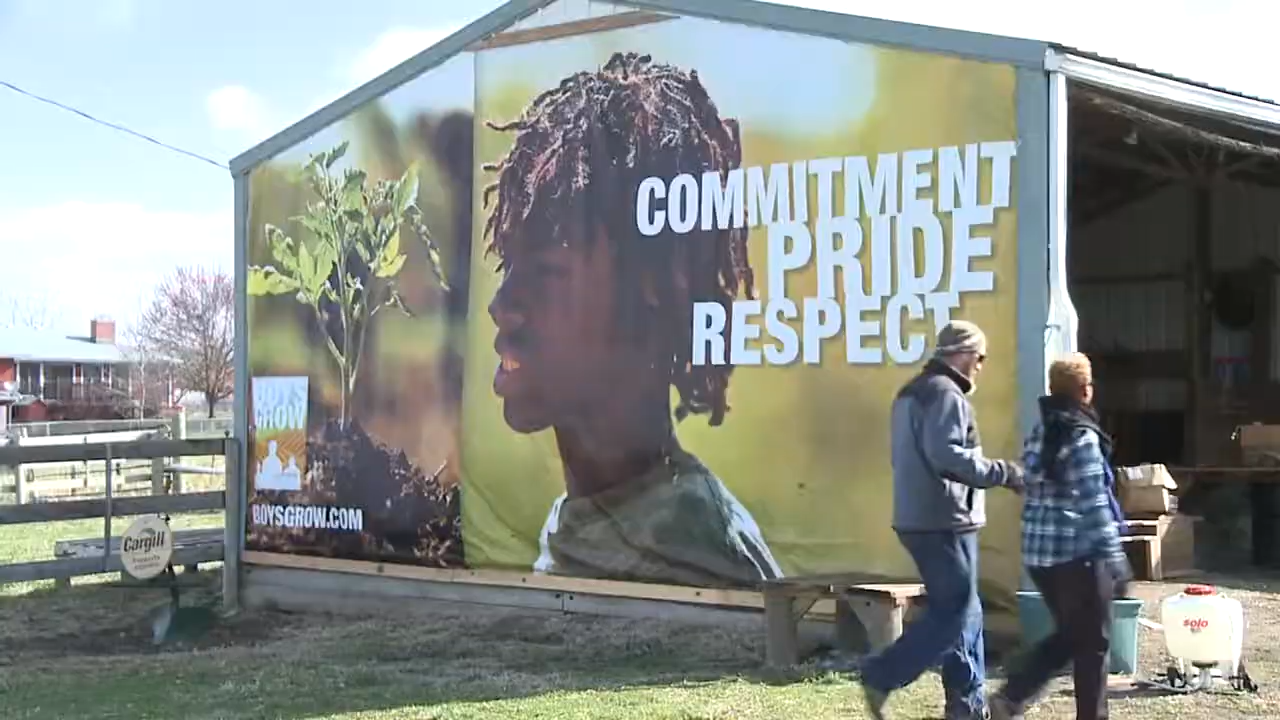 COMMITMENT
PRIDE
RESPECT
BOYS
GROW
BOYSGROW.COM
Cargill
solo